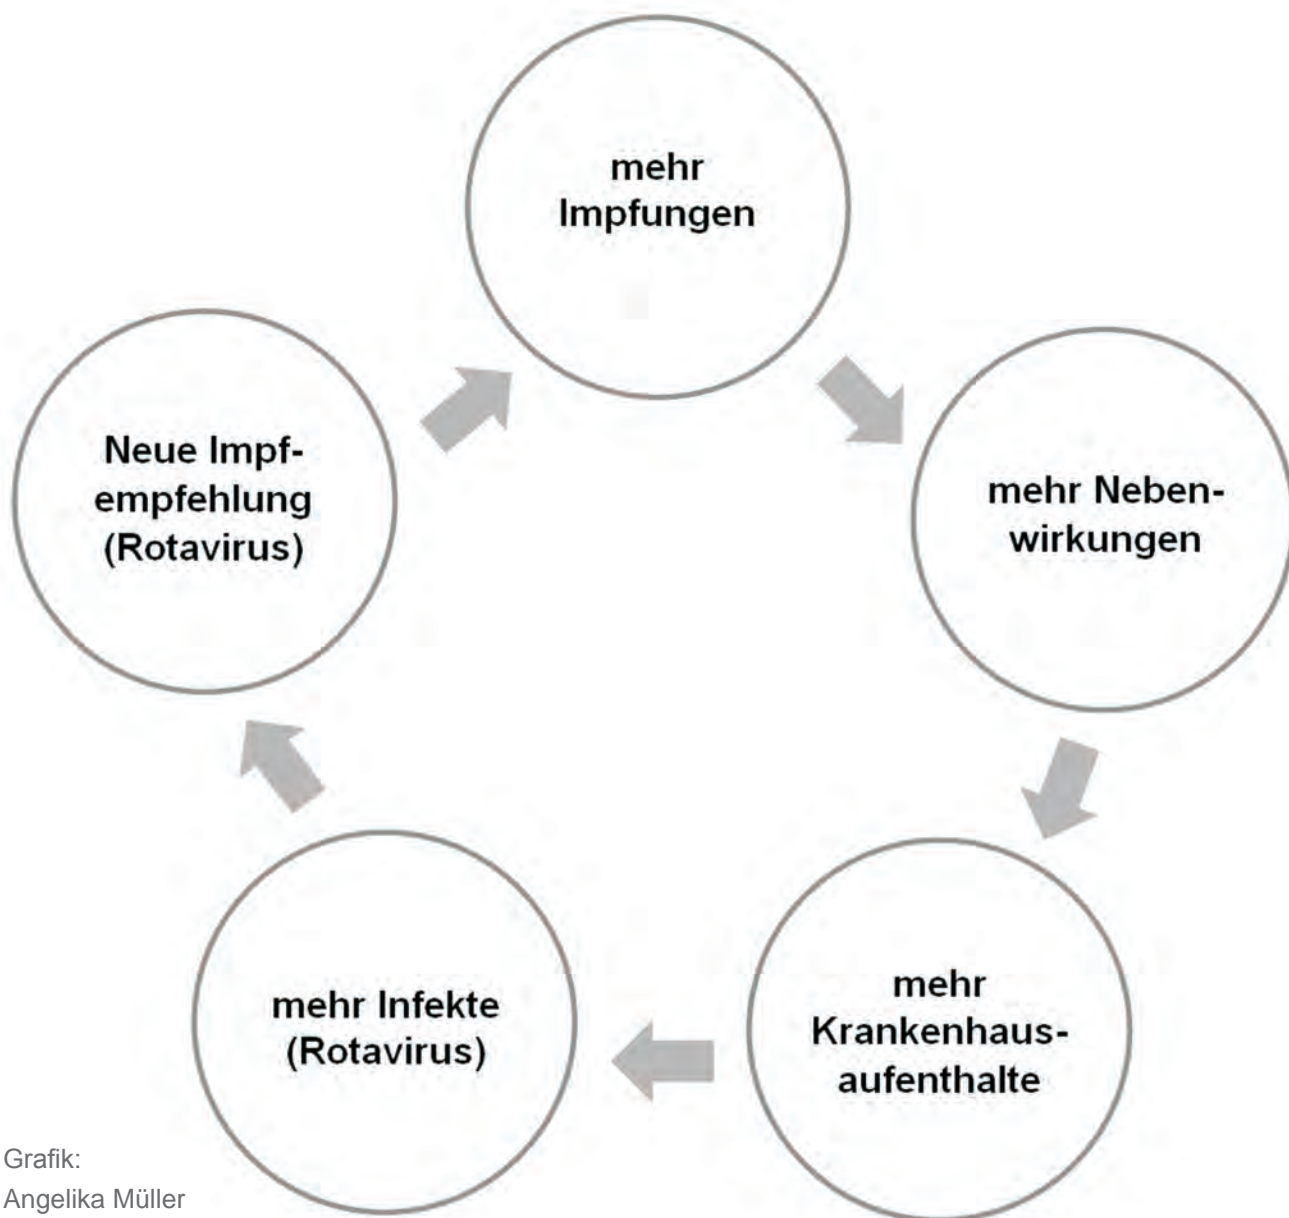 mehr
Impfungen
mehr Neben-
wirkungen
mehr
Krankenhaus-
aufenthalte
mehr Infekte
(Rotavirus)
Neue Impf-
empfehlung
(Rotavirus)
Grafik:
Angelika Müller